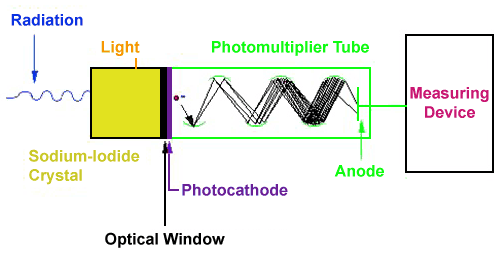 Radiation
Light
Photomultiplier Tube
Measuring
Device
Sodium-Iodide
Crystal
Photocathode
Anode
Optical Window